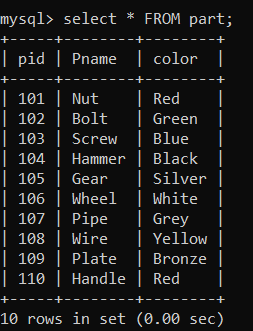 mysql> select * FROM part;
+-----+--------+--------+
| pid | Pname  | color  |
+-----+--------+--------+
| 101 | Nut    | Red    |
| 102 | Bolt   | Green  |
| 103 | Screw  | Blue   |
| 104 | Hammer | Black  |
| 105 | Gear   | Silver |
| 106 | Wheel  | White  |
| 107 | Pipe   | Grey   |
| 108 | Wire   | Yellow |
| 109 | Plate  | Bronze |
| 110 | Handle | Red    |
+-----+--------+--------+
10 rows in set (0.00 sec)